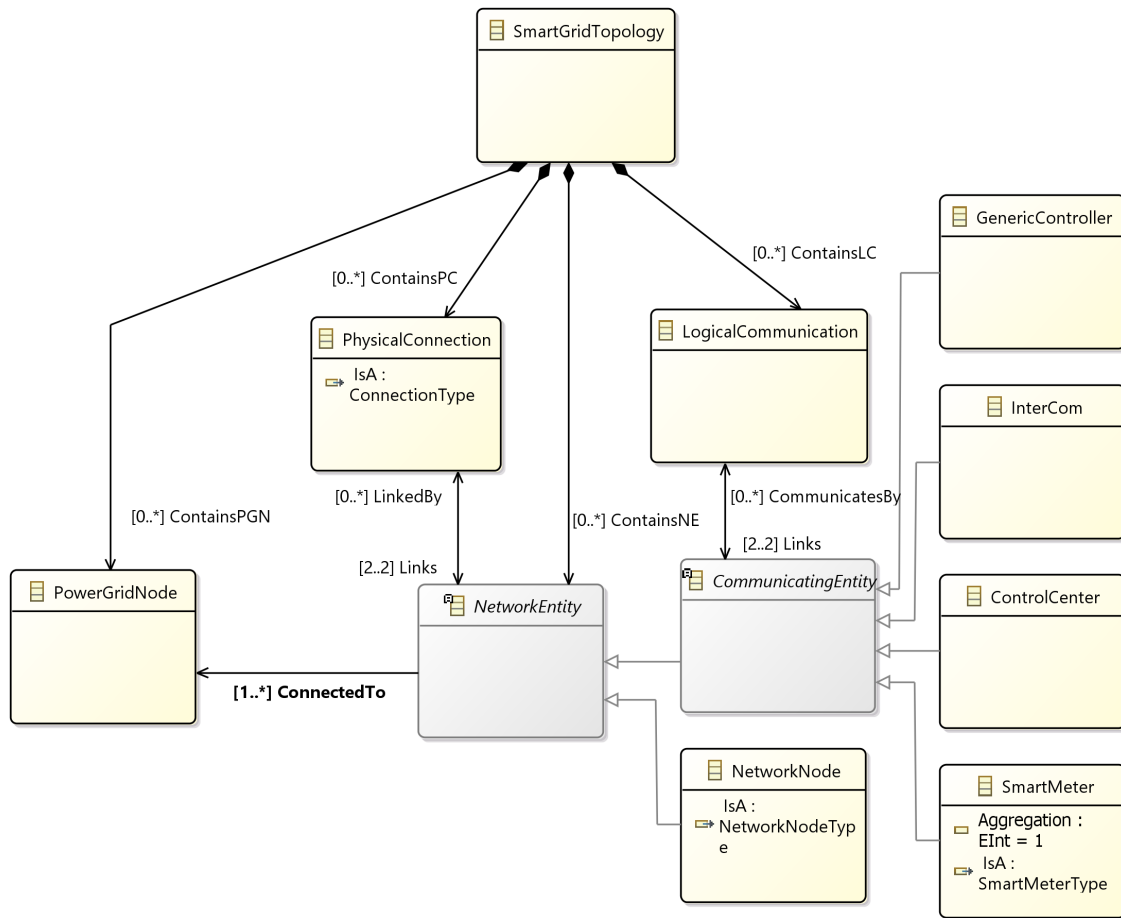 SmartGridTopology
GenericController
[0..*] ContainsLC
[0..*] ContainsPC
PhysicalConnection
IsA :
ConnectionType
LogicalCommunication
InterCom
[0..*] LinkedBy
[0..*] CommunicatesBy
[0..*] ContainsPGN
[0..*] ContainsNE
[2..2] Links
[2..2] Links
PowerGridNode
NetworkEntity
CommunicatingEntity
ControlCenter
[1..*] ConnectedTo
NetworkNode
IsA :
NetworkNodeTyp
e
SmartMeter
Aggregation :
EInt = 1
IsA :
SmartMeterType